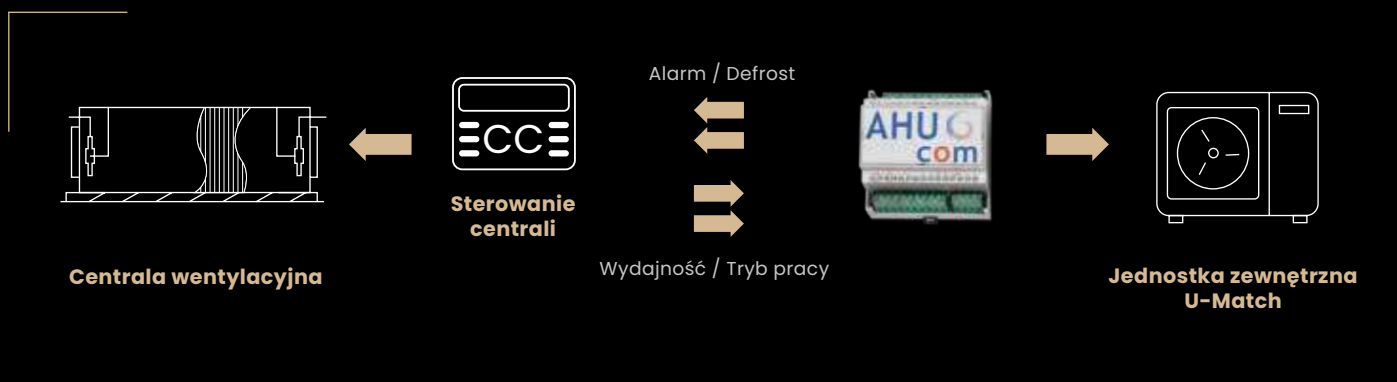 Alarm / Defrost
CC
AHU
com
Sterowanie
centrali
Wydajność / Tryb pracy
Centrala wentylacyjna
Jednostka zewnętrzna
U-Match